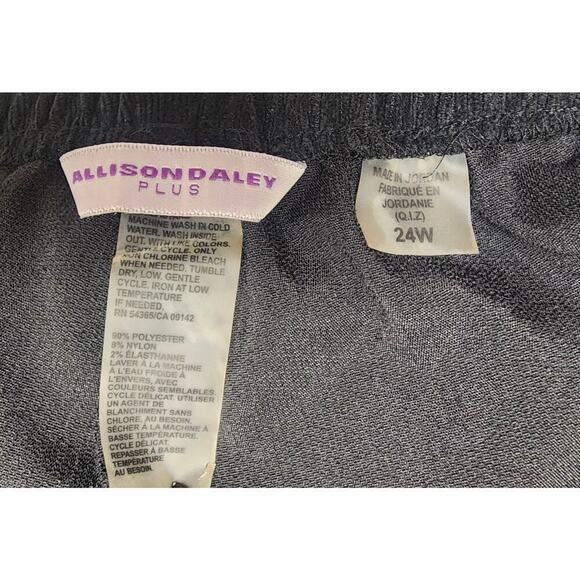 ALLISON DALEY
PLUS
MACHINE WASH IN COLD
WATER. WASH INSIDE
OUT. WITH LIKE COLORS.
GENTLE CYCLE. ONLY
NON CHLORINE BLEACH
WHEN NEEDED. TUMBLE
DRY, LOW. GENTLE
CYCLE. IRON AT LOW
TEMPERATURE
IF NEEDED.
RN 54365/CA 00142
90% POLYESTER
8% NYLON
2% ÉLASTHANNE
LAVER À LA MACHINE
À L'EAU FROIDE À
L'ENVERS, AVEC
COULEURS SEMBLABLES.
CYCLE DÉLICAT. UTILISER
UN AGENT DE
BLANCHIMENT SANS
CHLORE, AU BESOIN.
SÉCHER À LA MACHINE À
BASSE TEMPÉRATURE.
CYCLE DÉLICAT.
REPASSER À BASSE
TEMPÉRATURE
AU BESOIN.
MADE IN JORDAN
FABRIQUÉ EN
JORDANIE
(Q.I.Z)
24W